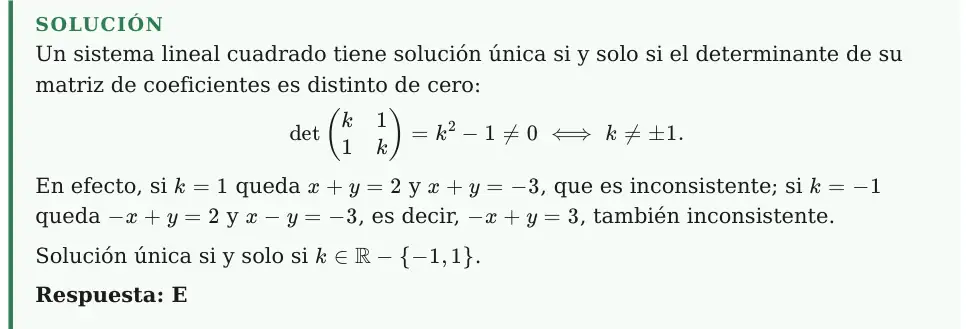 SOLUCIÓN
Un sistema lineal cuadrado tiene solución única si y solo si el determinante de su
matriz de coeficientes es distinto de cero:
det (k 1
1 k) = k² − 1 ≠ 0 ⟺ k ≠ ±1.
En efecto, si k = 1 queda x + y = 2 y x + y = −3, que es inconsistente; si k = −1
queda −x + y = 2 y x − y = −3, es decir, −x + y = 3, también inconsistente.
Solución única si y solo si k ∈ ℝ − {−1, 1}.
Respuesta: E